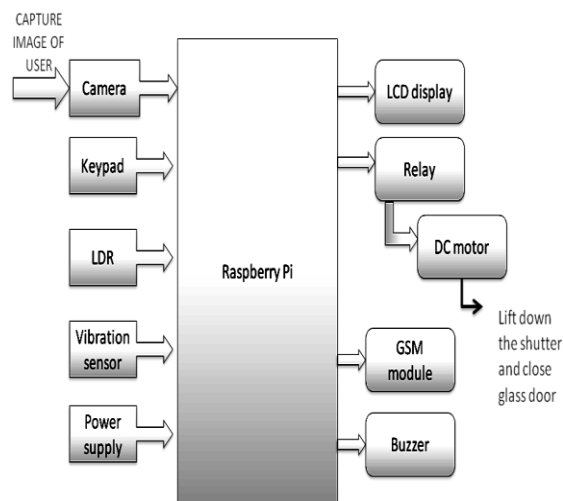 CAPTURE
IMAGE OF
USER
Camera
Keypad
LDR
Vibration
sensor
Power
supply
Raspberry Pi
LCD display
Relay
DC motor
Lift down
the shutter
and close
glass door
GSM
module
Buzzer